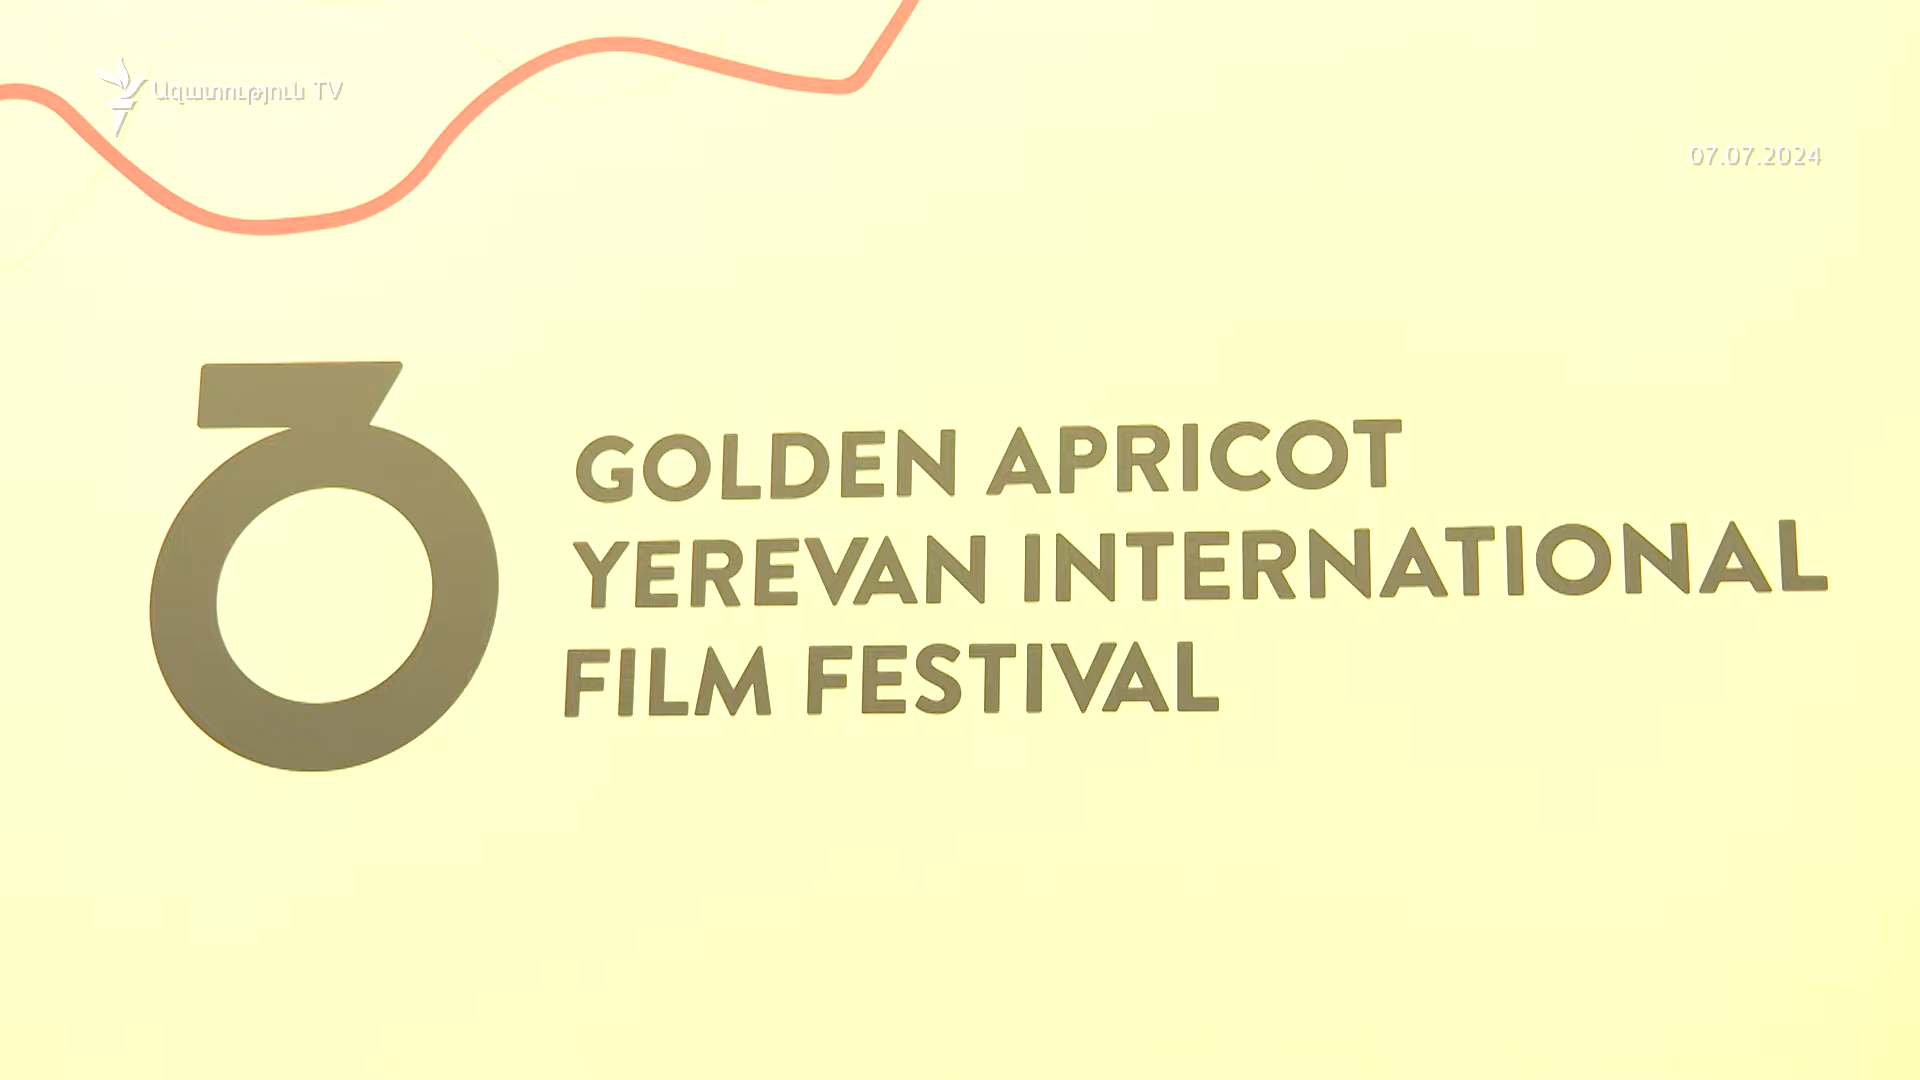 Ազատություն TV
07.07.2024
GOLDEN APRICOT
YEREVAN INTERNATIONAL
FILM FESTIVAL